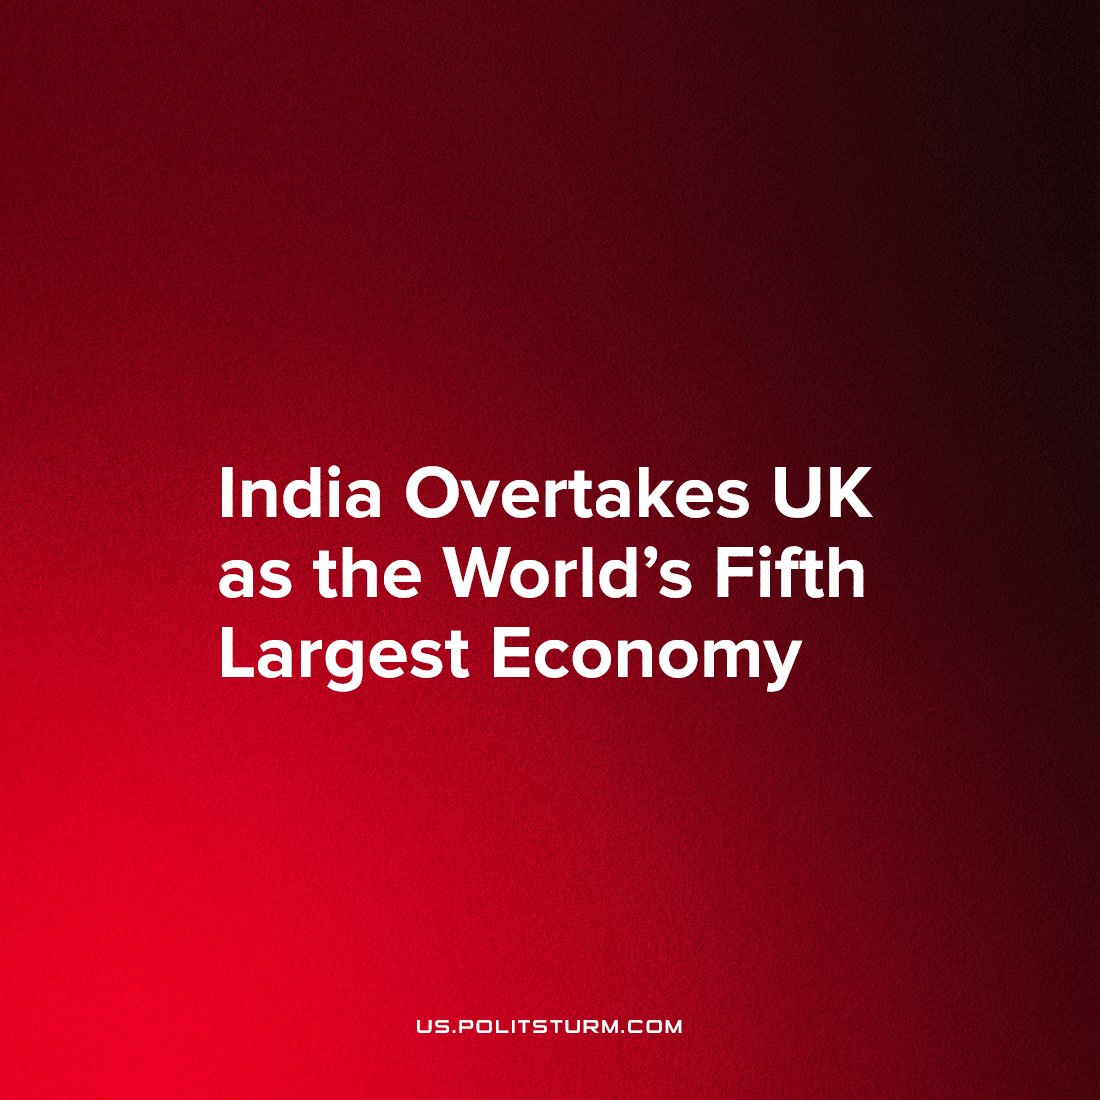 India Overtakes UK
as the World’s Fifth
Largest Economy
US.POLITSTURM.COM